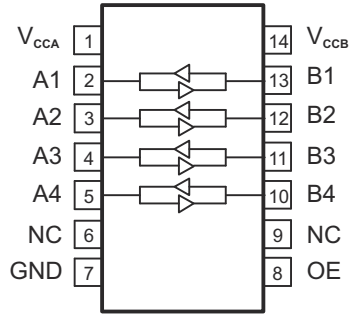 VCCA 1 14 VCCB
A1 2 13 B1
A2 3 12 B2
A3 4 11 B3
A4 5 10 B4
NC 6 9 NC
GND 7 8 OE